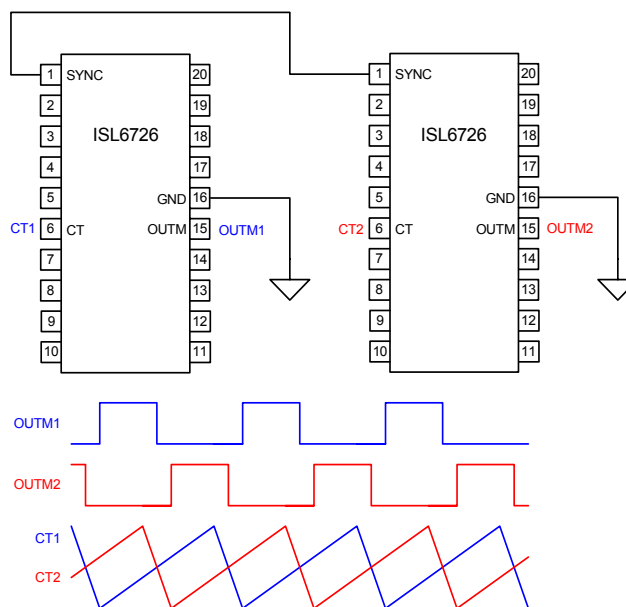 1 SYNC 20
2 19
3 ISL6726 18
4 17
5 GND 16
CT1 6 CT OUTM 15 OUTM1
7 14
8 13
9 12
10 11
1 SYNC 20
2 19
3 ISL6726 18
4 17
5 GND 16
CT2 6 CT OUTM 15 OUTM2
7 14
8 13
9 12
10 11
OUTM1
OUTM2
CT1
CT2